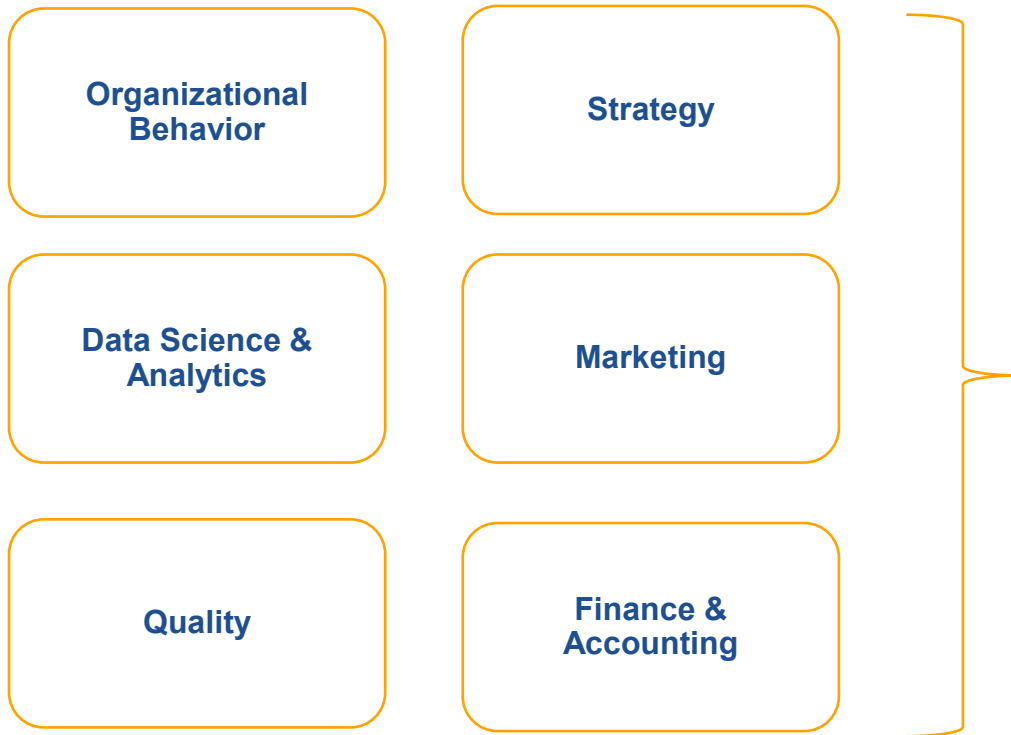 Organizational
Behavior
Strategy
Data Science &
Analytics
Marketing
Quality
Finance &
Accounting